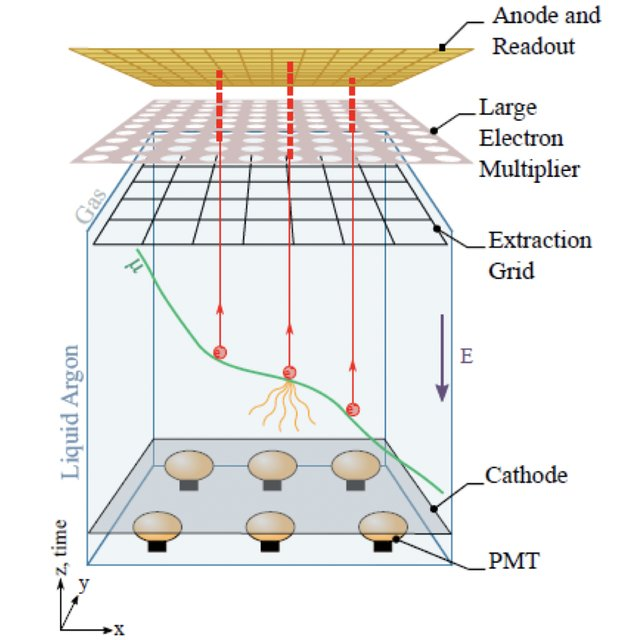 Anode and
Readout
Large
Electron
Multiplier
Gas
Extraction
Grid
μ
E
Liquid Argon
Cathode
PMT
z, time
y
x